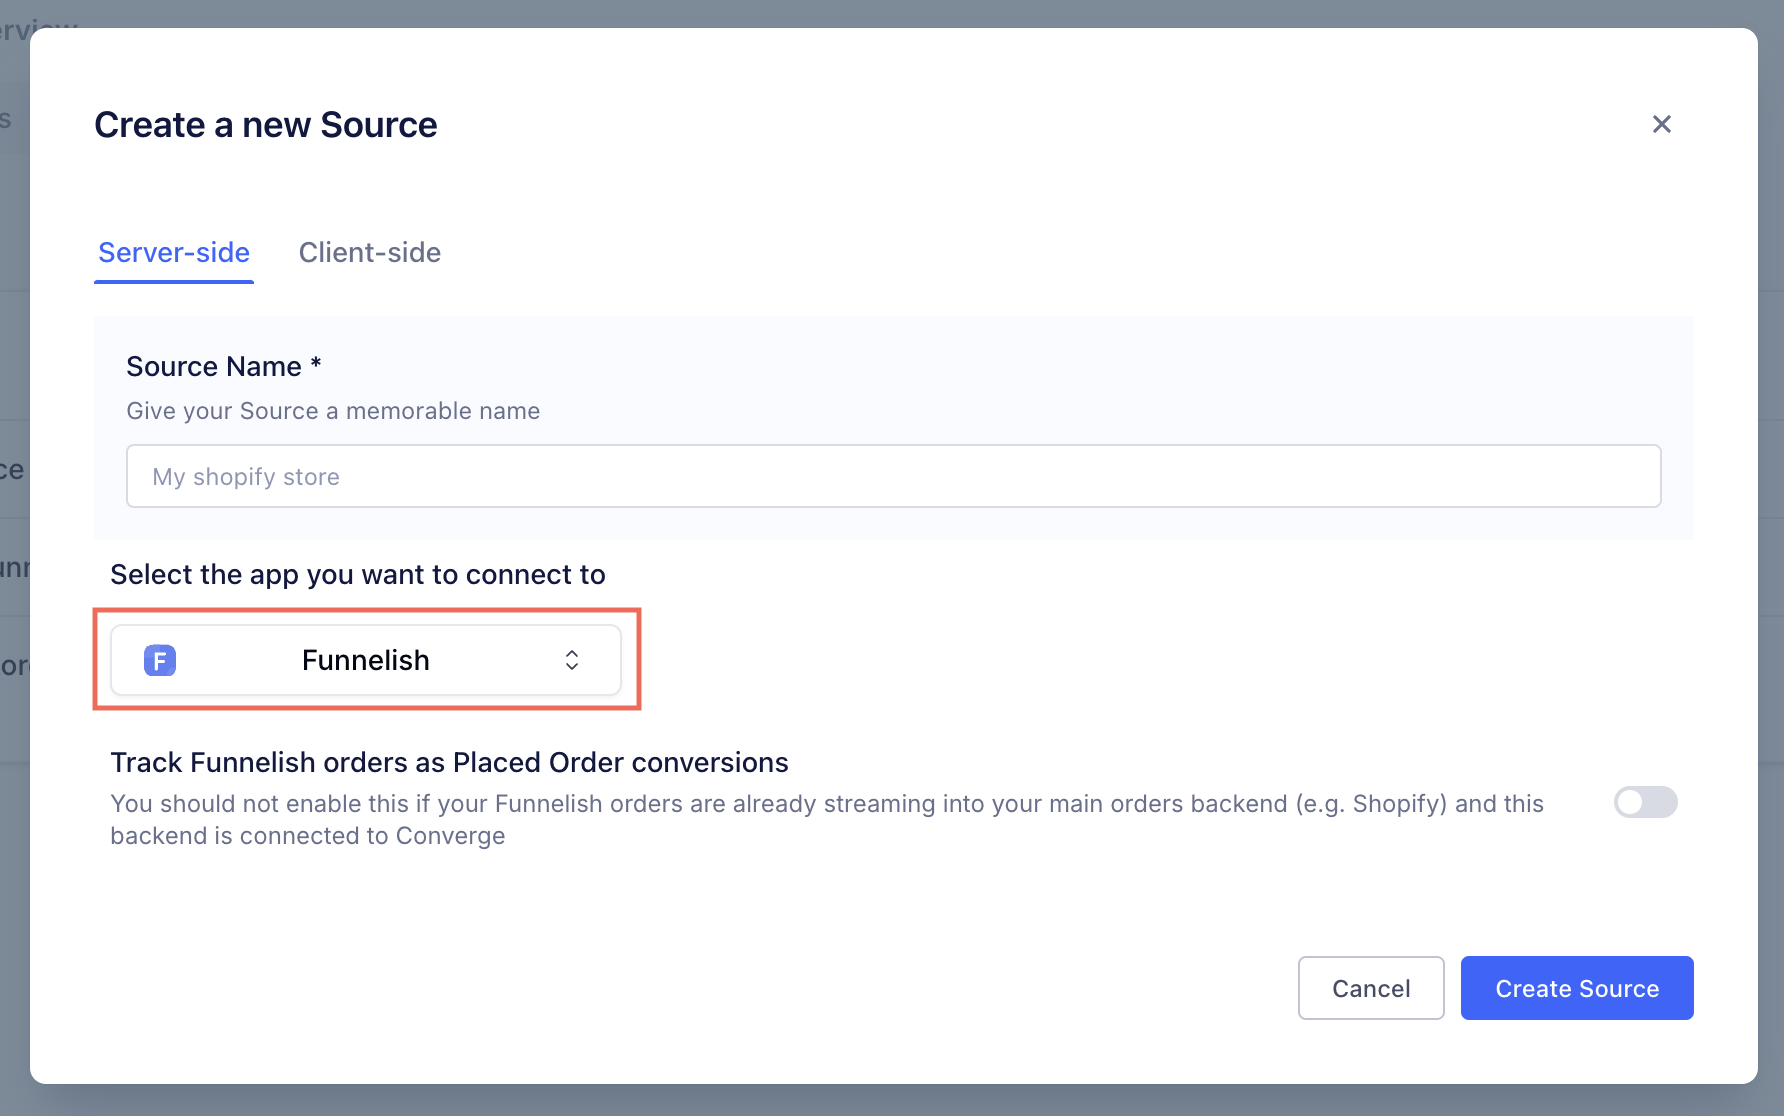 Create a new Source
Server-side Client-side
Source Name *
Give your Source a memorable name
My shopify store
Select the app you want to connect to
F Funnelish
Track Funnelish orders as Placed Order conversions
You should not enable this if your Funnelish orders are already streaming into your main orders backend (e.g. Shopify) and this
backend is connected to Converge
Cancel Create Source